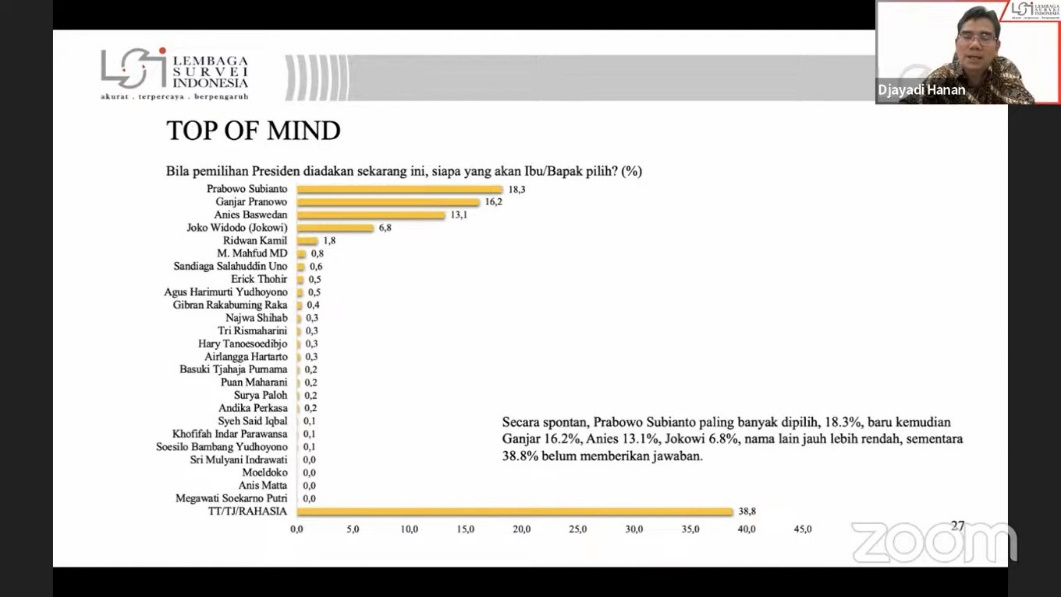 LSI LEMBAGA
SURVEI
INDONESIA
akurat . terpercaya . berpengaruh
LSI LEMBAGA
SURVEI
INDONESIA
Djayadi Hanan
TOP OF MIND
Bila pemilihan Presiden diadakan sekarang ini, siapa yang akan Ibu/Bapak pilih? (%)
Prabowo Subianto 18,3
Ganjar Pranowo 16,2
Anies Baswedan 13,1
Joko Widodo (Jokowi) 6,8
Ridwan Kamil 1,8
M. Mahfud MD 0,8
Sandiaga Salahuddin Uno 0,6
Erick Thohir 0,5
Agus Harimurti Yudhoyono 0,5
Gibran Rakabuming Raka 0,4
Najwa Shihab 0,3
Tri Rismaharini 0,3
Hary Tanoesoedibjo 0,3
Airlangga Hartarto 0,3
Basuki Tjahaja Purnama 0,2
Puan Maharani 0,2
Surya Paloh 0,2
Andika Perkasa 0,2
Syeh Said Iqbal 0,1
Khofifah Indar Parawansa 0,1
Soesilo Bambang Yudhoyono 0,1
Sri Mulyani Indrawati 0,0
Moeldoko 0,0
Anis Matta 0,0
Megawati Soekarno Putri 0,0
TT/TJ/RAHASIA 38,8
0,0 5,0 10,0 15,0 20,0 25,0 30,0 35,0 40,0 45,0
Secara spontan, Prabowo Subianto paling banyak dipilih, 18.3%, baru kemudian
Ganjar 16.2%, Anies 13.1%, Jokowi 6.8%, nama lain jauh lebih rendah, sementara
38.8% belum memberikan jawaban.
27
zoom